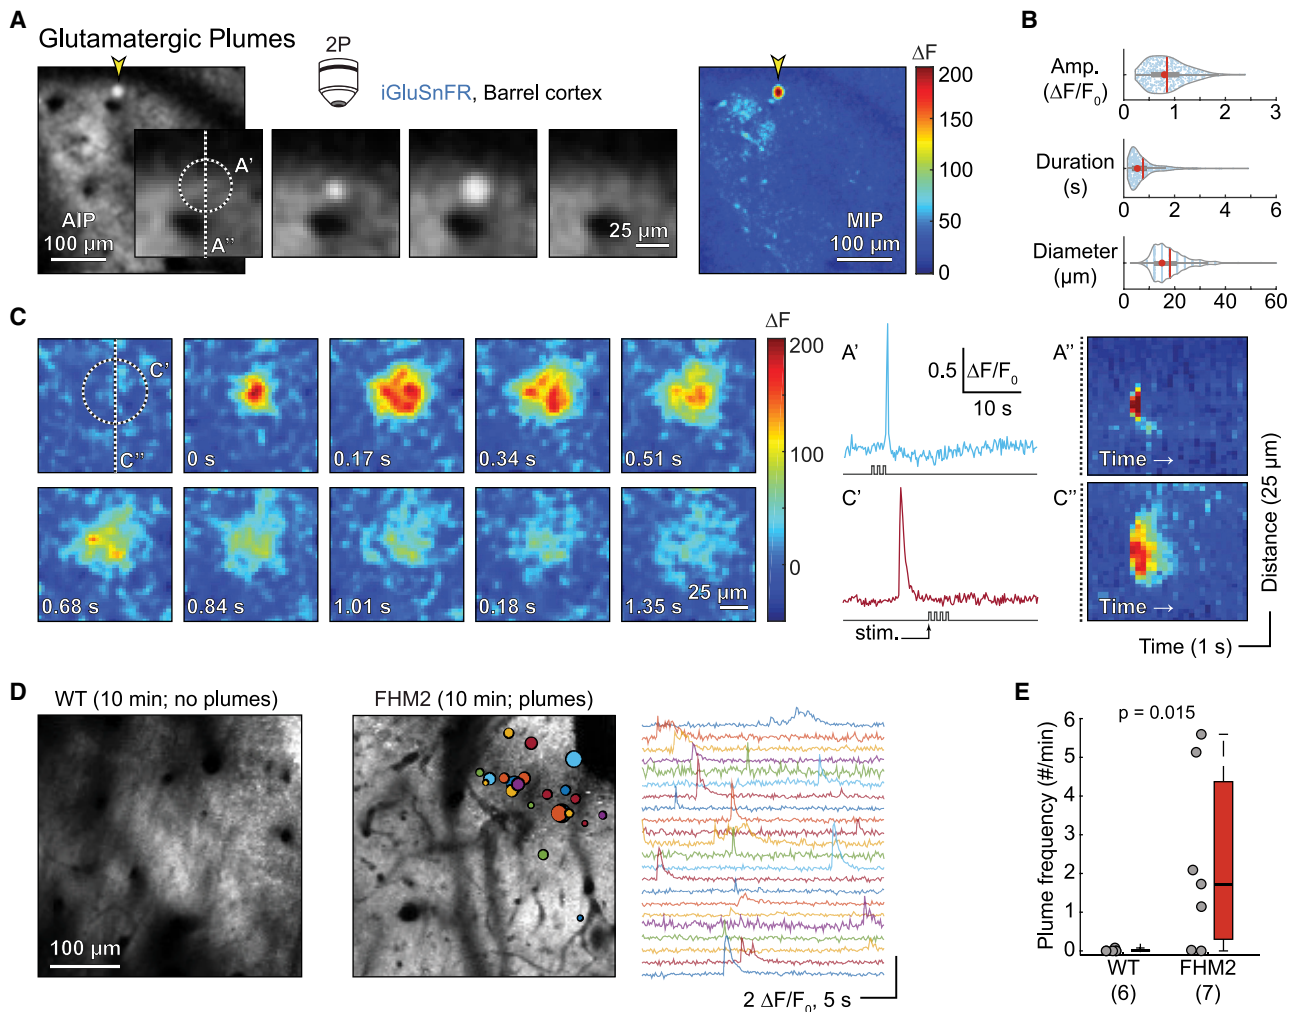 A
Glutamatergic Plumes
2P
iGluSnFR, Barrel cortex
AIP
100 µm
A'
A''
25 µm
MIP
100 µm
ΔF
200
150
100
50
0
B
Amp.
(ΔF/F0)
0 1 2 3
Duration
(s)
0 2 4 6
Diameter
(µm)
0 20 40 60
C
C'
C''
0 s
0.17 s
0.34 s
0.51 s
0.68 s
0.84 s
1.01 s
0.18 s
1.35 s
25 µm
ΔF
200
100
0
A'
0.5
ΔF/F0
10 s
C'
stim.
A''
Time →
C''
Time →
Distance (25 µm)
Time (1 s)
D
WT (10 min; no plumes)
100 µm
FHM2 (10 min; plumes)
2 ΔF/F0, 5 s
E
p = 0.015
Plume frequency (#/min)
6
5
4
3
2
1
0
WT
(6)
FHM2
(7)